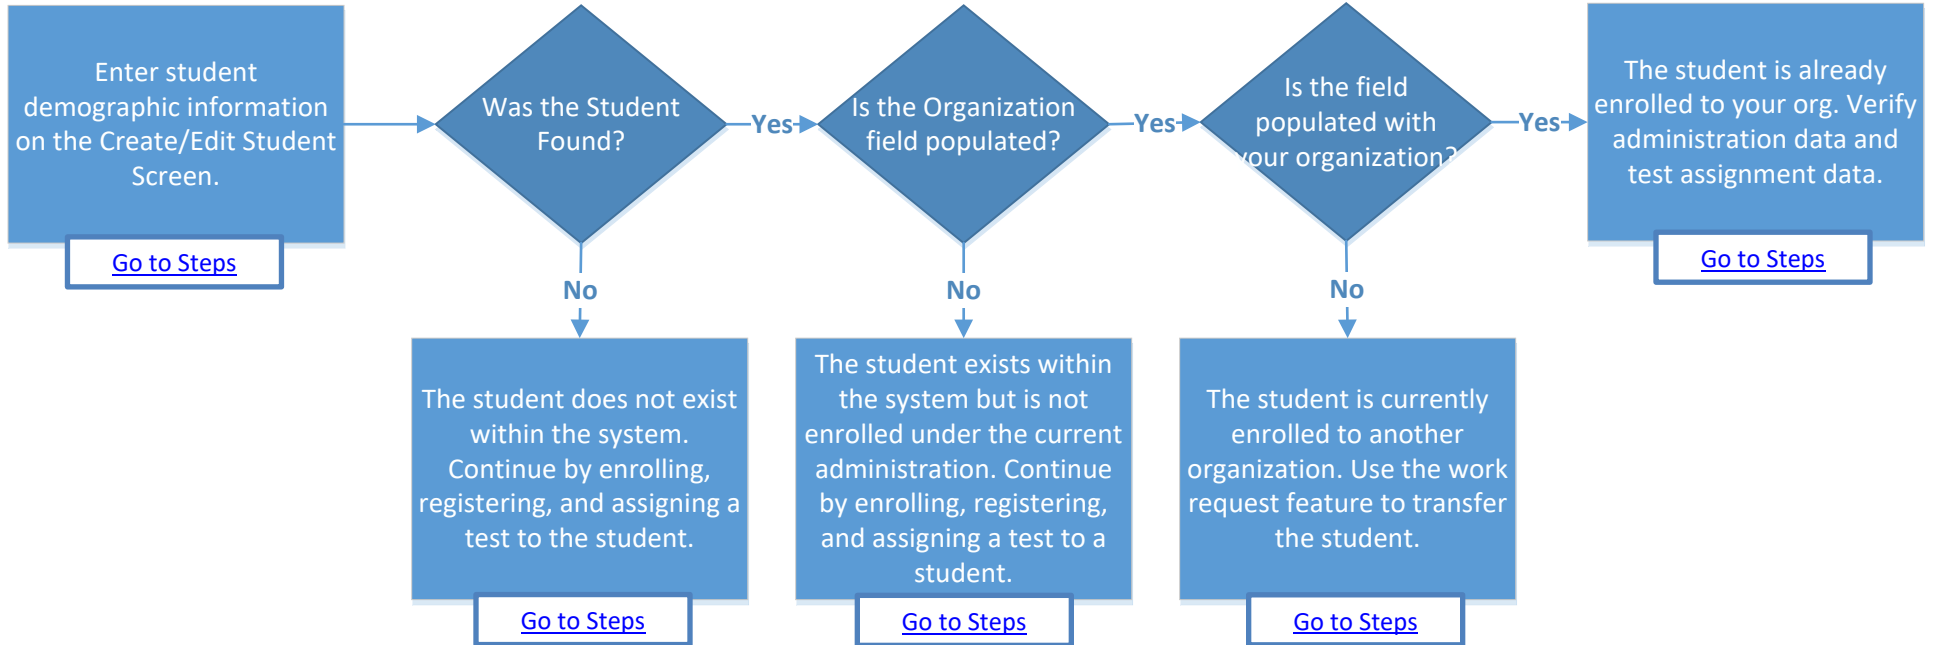 Enter student
demographic information
on the Create/Edit Student
Screen.
Go to Steps
Was the Student
Found?
Yes
No
The student does not exist
within the system.
Continue by enrolling,
registering, and assigning a
test to the student.
Go to Steps
Is the Organization
field populated?
Yes
No
The student exists within
the system but is not
enrolled under the current
administration. Continue
by enrolling, registering,
and assigning a test to a
student.
Go to Steps
Is the field
populated with
your organization?
Yes
No
The student is currently
enrolled to another
organization. Use the work
request feature to transfer
the student.
Go to Steps
The student is already
enrolled to your org. Verify
administration data and
test assignment data.
Go to Steps